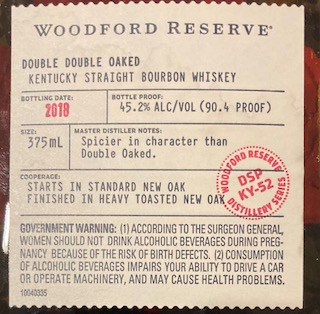 WOODFORD RESERVE®
DOUBLE DOUBLE OAKED
KENTUCKY STRAIGHT BOURBON WHISKEY
BOTTLING DATE:
2018
BOTTLE PROOF:
45.2% ALC/VOL (90.4 PROOF)
SIZE:
375mL
MASTER DISTILLER NOTES:
Spicier in character than
Double Oaked.
COOPERAGE:
STARTS IN STANDARD NEW OAK
FINISHED IN HEAVY TOASTED NEW OAK
WOODFORD RESERVE
DSP
KY-52
DISTILLERY SERIES
GOVERNMENT WARNING: (1) ACCORDING TO THE SURGEON GENERAL,
WOMEN SHOULD NOT DRINK ALCOHOLIC BEVERAGES DURING PREG-
NANCY BECAUSE OF THE RISK OF BIRTH DEFECTS. (2) CONSUMPTION
OF ALCOHOLIC BEVERAGES IMPAIRS YOUR ABILITY TO DRIVE A CAR
OR OPERATE MACHINERY, AND MAY CAUSE HEALTH PROBLEMS.
10040335